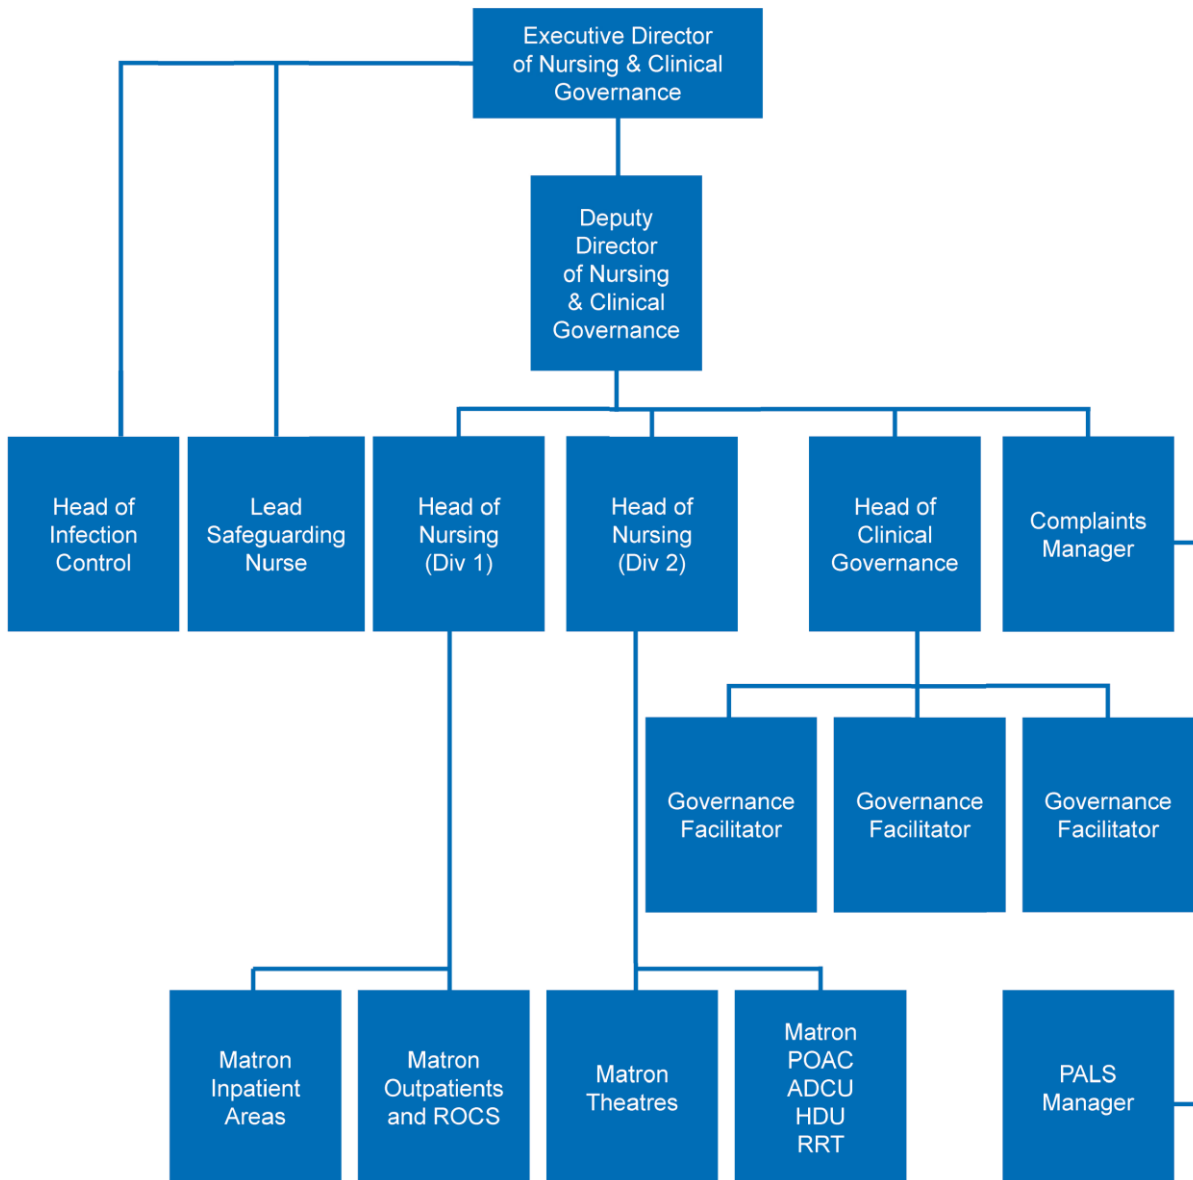 Executive Director
of Nursing & Clinical
Governance
Deputy
Director
of Nursing
& Clinical
Governance
Head of
Infection
Control
Lead
Safeguarding
Nurse
Head of
Nursing
(Div 1)
Head of
Nursing
(Div 2)
Head of
Clinical
Governance
Complaints
Manager
Governance
Facilitator
Governance
Facilitator
Governance
Facilitator
Matron
Inpatient
Areas
Matron
Outpatients
and ROCS
Matron
Theatres
Matron
POAC
ADCU
HDU
RRT
PALS
Manager